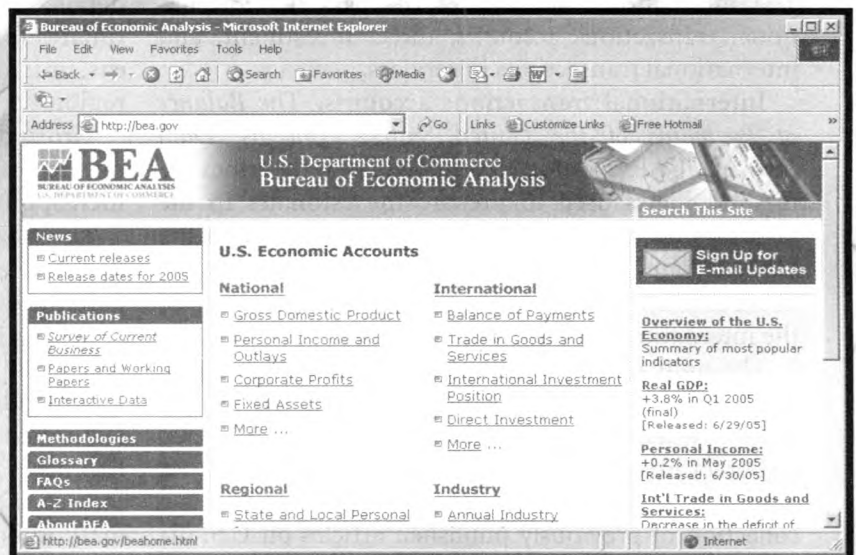 Bureau of Economic Analysis - Microsoft Internet Explorer
File Edit View Favorites Tools Help
Back Search Favorites Media
Address http://bea.gov Go Links Customize Links Free Hotmail
BEA
BUREAU OF ECONOMIC ANALYSIS
U.S. DEPARTMENT OF COMMERCE
U.S. Department of Commerce
Bureau of Economic Analysis
Search This Site
News
Current releases
Release dates for 2005
Publications
Survey of Current
Business
Papers and Working
Papers
Interactive Data
Methodologies
Glossary
FAQs
A-Z Index
About BEA
U.S. Economic Accounts
National
Gross Domestic Product
Personal Income and
Outlays
Corporate Profits
Fixed Assets
More ...
International
Balance of Payments
Trade in Goods and
Services
International Investment
Position
Direct Investment
More ...
Regional
State and Local Personal
Industry
Annual Industry
Sign Up for
E-mail Updates
Overview of the U.S.
Economy:
Summary of most popular
indicators
Real GDP:
+3.8% in Q1 2005
(final)
[Released: 6/29/05]
Personal Income:
+0.2% in May 2005
[Released: 6/30/05]
Int'l Trade in Goods and
Services:
Decrease in the deficit of
http://bea.gov/beahome.html Internet